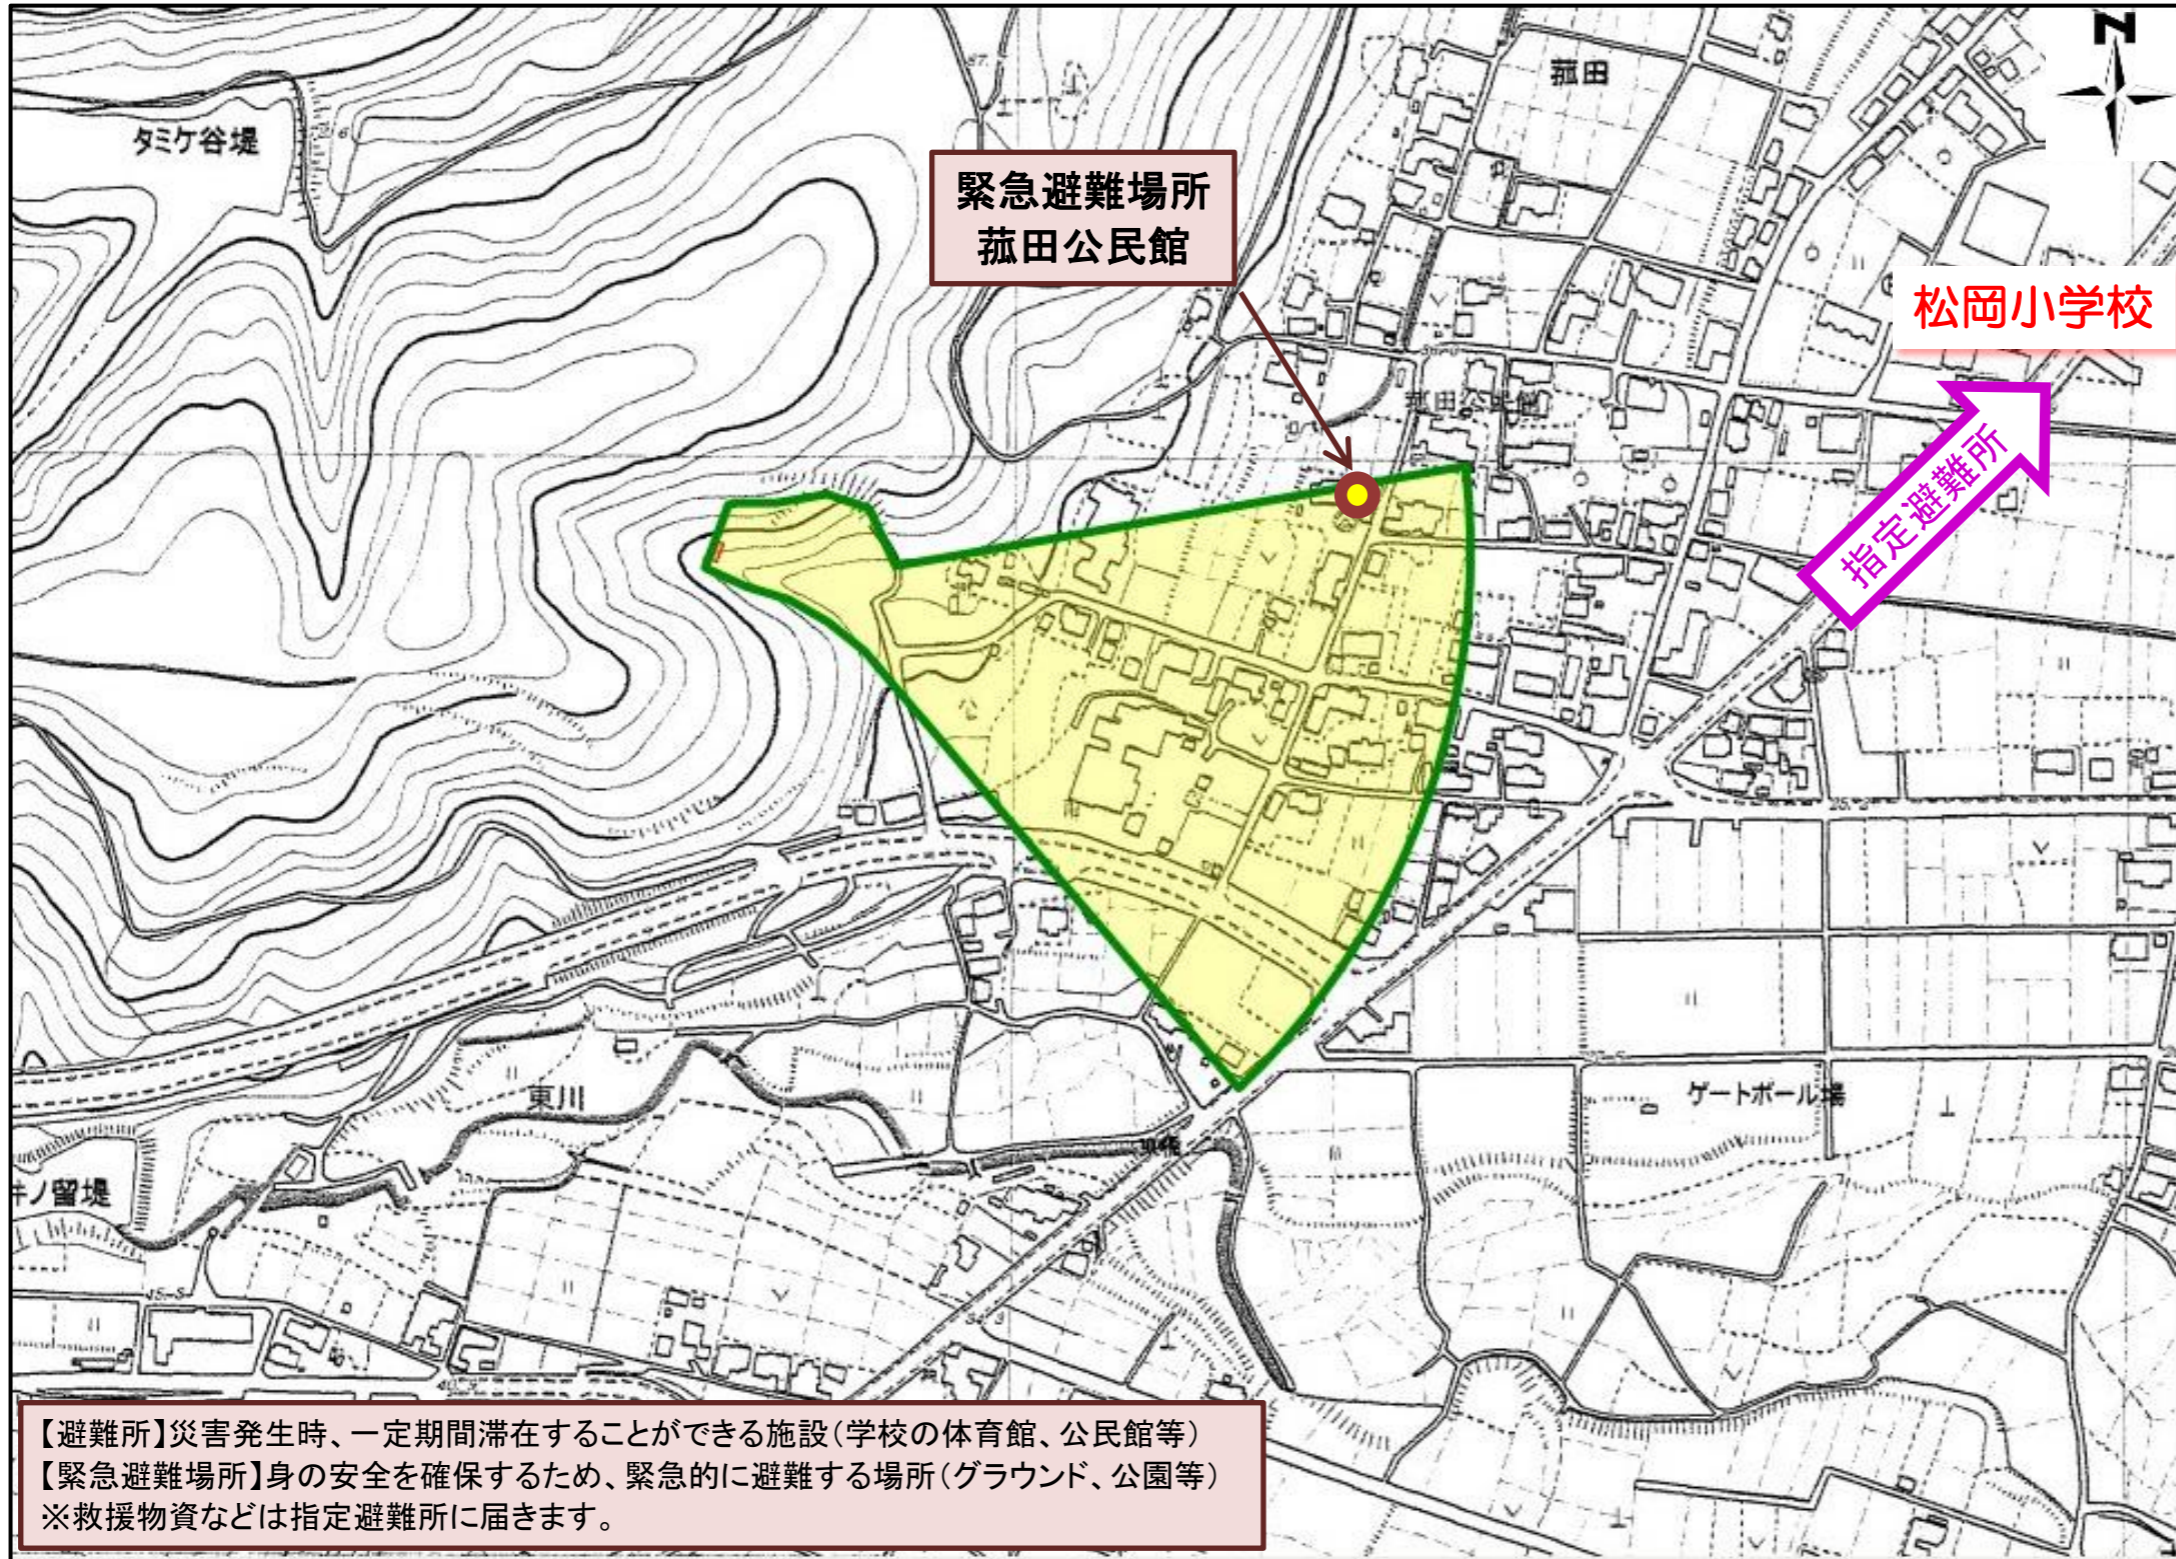 N
87.
菰田
タミケ谷堤
緊急避難場所
菰田公民館
松岡小学校
菰田公民館
指定避難所
東川
ゲートボール場
井ノ留堤
45.5
【避難所】災害発生時、一定期間滞在することができる施設(学校の体育館、公民館等)
【緊急避難場所】身の安全を確保するため、緊急的に避難する場所(グラウンド、公園等)
※救援物資などは指定避難所に届きます。